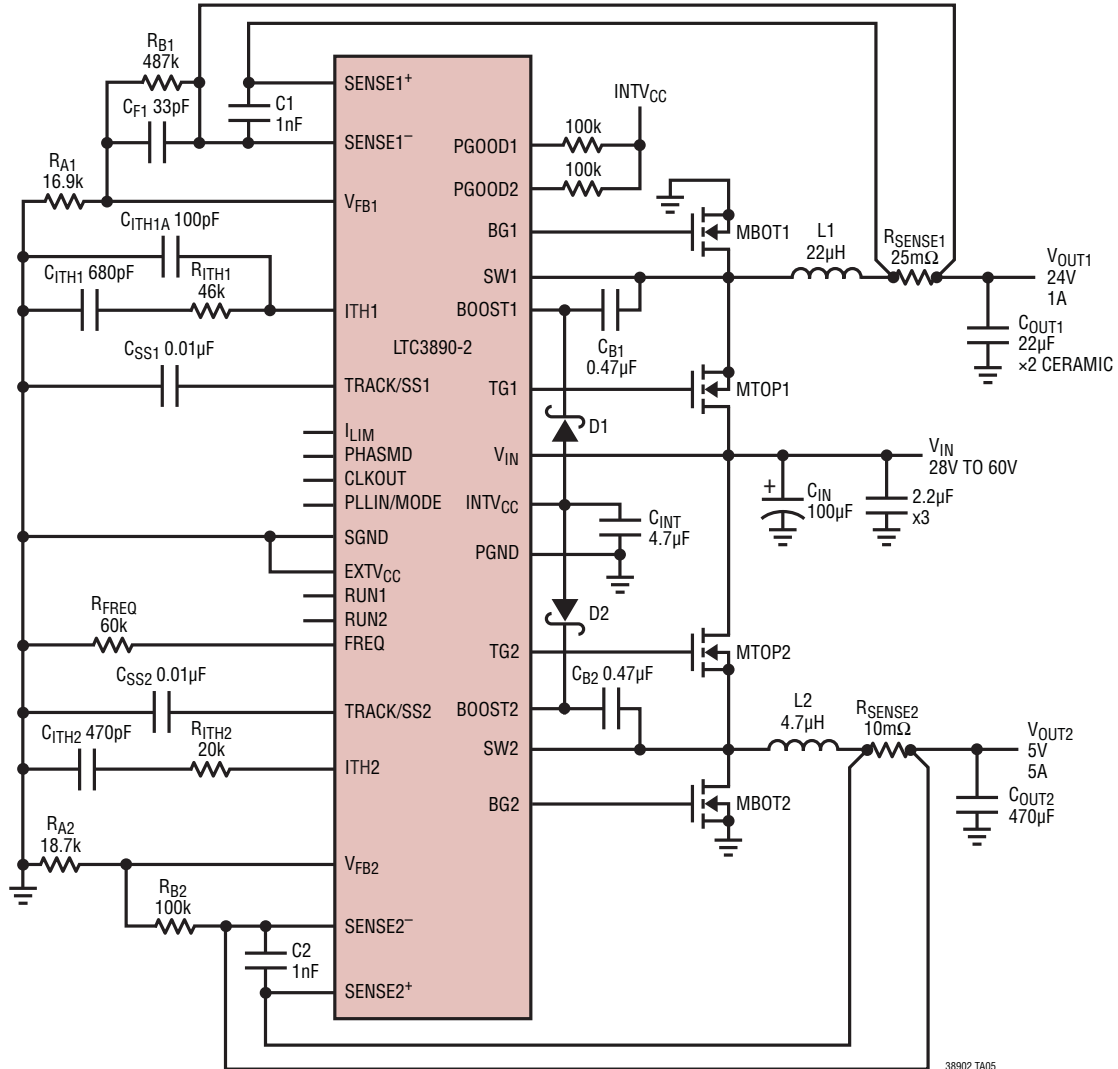 RB1
487k
CF1 33pF
C1
1nF
RA1
16.9k
CITH1A 100pF
CITH1 680pF
RITH1
46k
CSS1 0.01µF
RFREQ
60k
CSS2 0.01µF
CITH2 470pF
RITH2
20k
RA2
18.7k
RB2
100k
C2
1nF
SENSE1+
SENSE1–
VFB1
ITH1
TRACK/SS1
ILIM
PHASMD
CLKOUT
PLLIN/MODE
SGND
EXTVCC
RUN1
RUN2
FREQ
TRACK/SS2
ITH2
VFB2
SENSE2–
SENSE2+
LTC3890-2
PGOOD1
PGOOD2
BG1
SW1
BOOST1
TG1
VIN
INTVCC
PGND
TG2
BOOST2
SW2
BG2
INTVCC
100k
100k
MBOT1
L1
22µH
RSENSE1
25mΩ
VOUT1
24V
1A
COUT1
22µF
×2 CERAMIC
CB1
0.47µF
MTOP1
D1
VIN
28V TO 60V
CIN
100µF
+
2.2µF
x3
CINT
4.7µF
D2
MTOP2
CB2 0.47µF
L2
4.7µH
RSENSE2
10mΩ
VOUT2
5V
5A
COUT2
470µF
MBOT2
38902 TA05